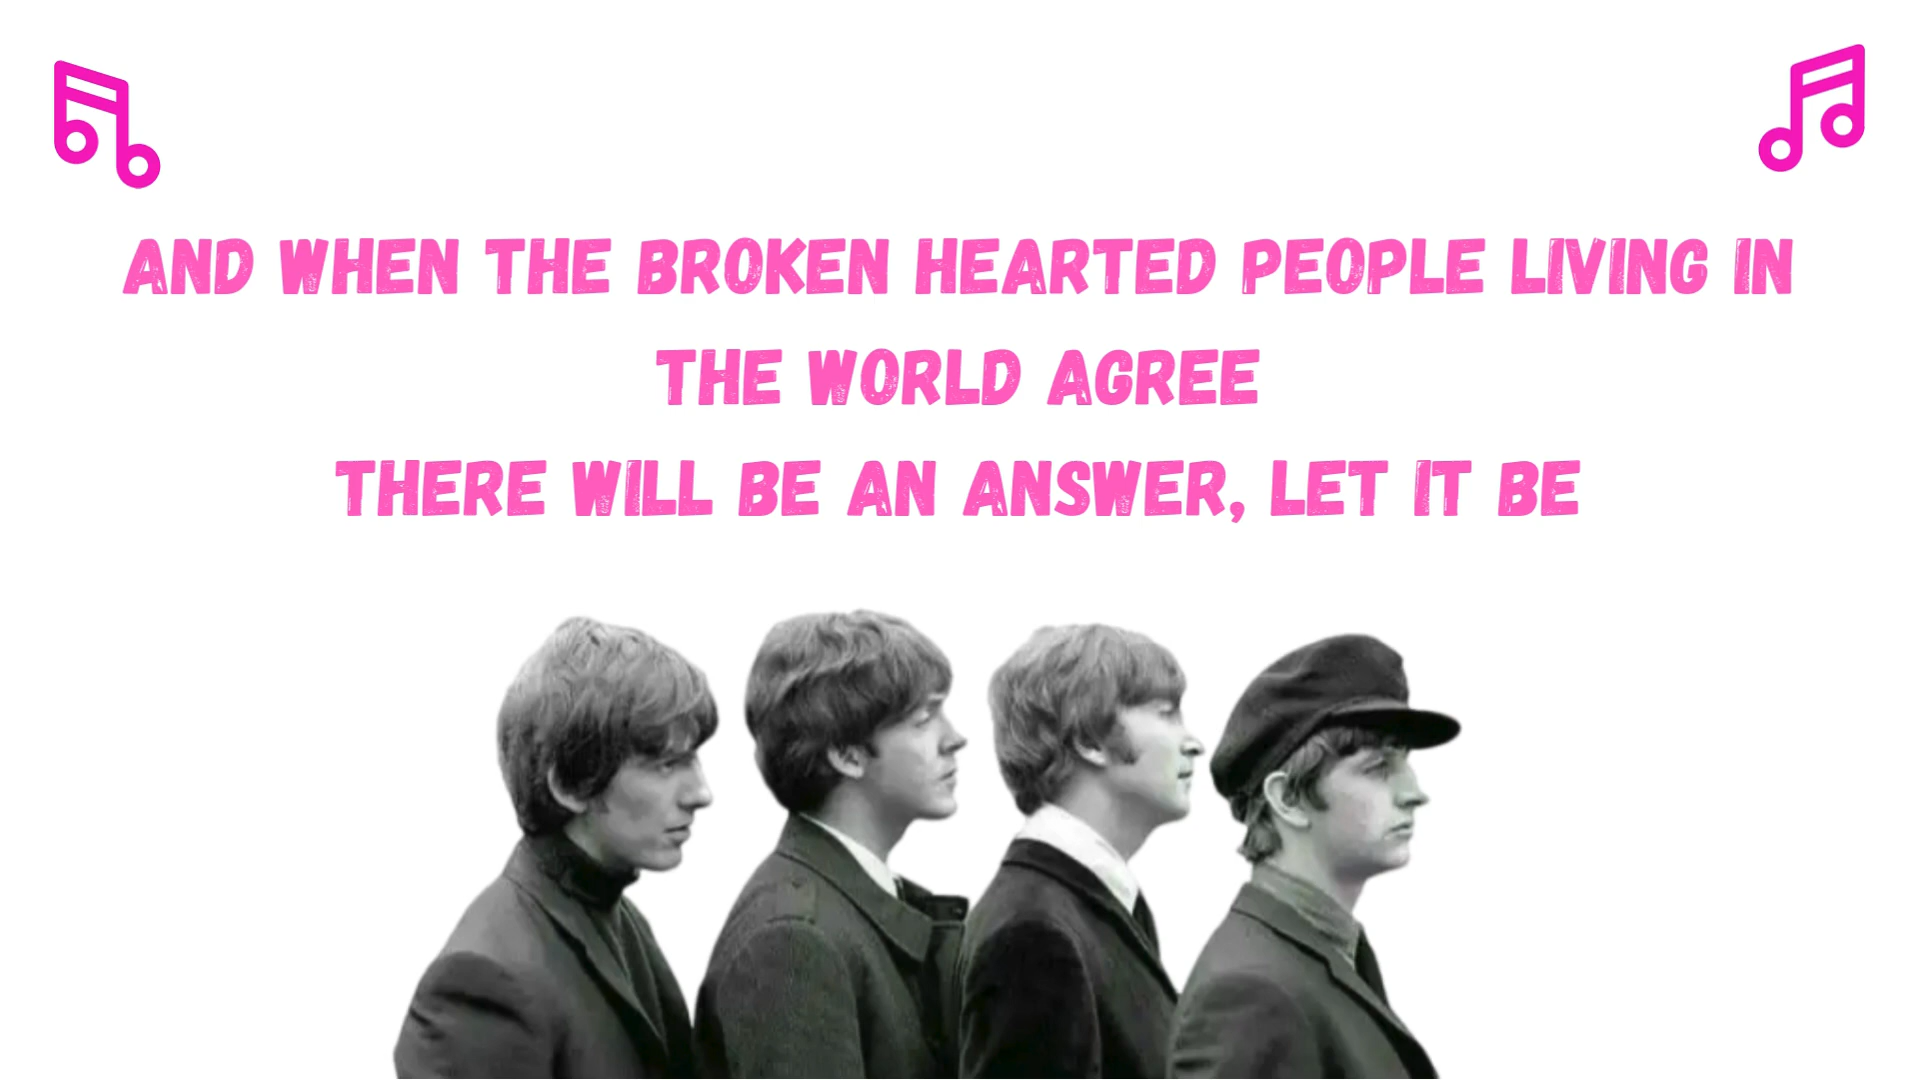 AND WHEN THE BROKEN HEARTED PEOPLE LIVING IN
THE WORLD AGREE
THERE WILL BE AN ANSWER, LET IT BE